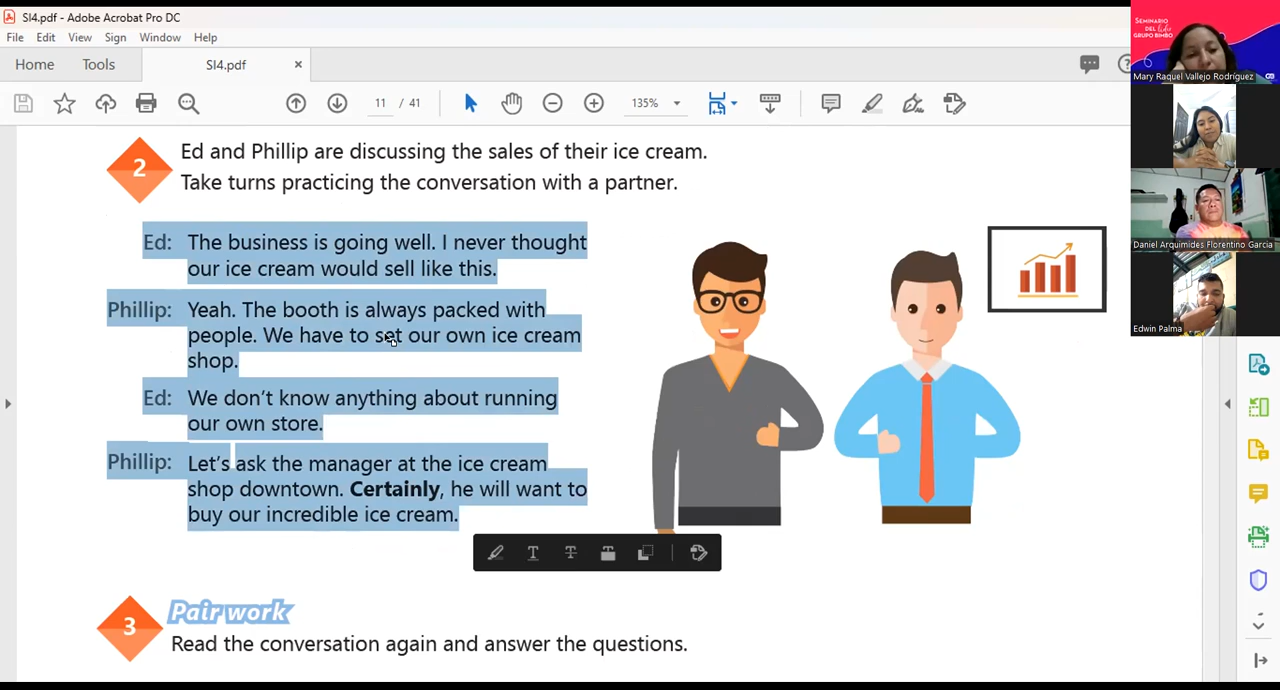 SI4.pdf - Adobe Acrobat Pro DC
File Edit View Sign Window Help
Home Tools SI4.pdf
11 / 41 135%
2
Ed and Phillip are discussing the sales of their ice cream.
Take turns practicing the conversation with a partner.
Ed: The business is going well. I never thought
our ice cream would sell like this.
Phillip: Yeah. The booth is always packed with
people. We have to set our own ice cream
shop.
Ed: We don’t know anything about running
our own store.
Phillip: Let’s ask the manager at the ice cream
shop downtown. Certainly, he will want to
buy our incredible ice cream.
3
Pair work
Read the conversation again and answer the questions.
SEMINARIO
DEL líder
GRUPO BIMBO
Mary Raquel Vallejo Rodríguez
Daniel Arquimides Florentino Garcia
Edwin Palma